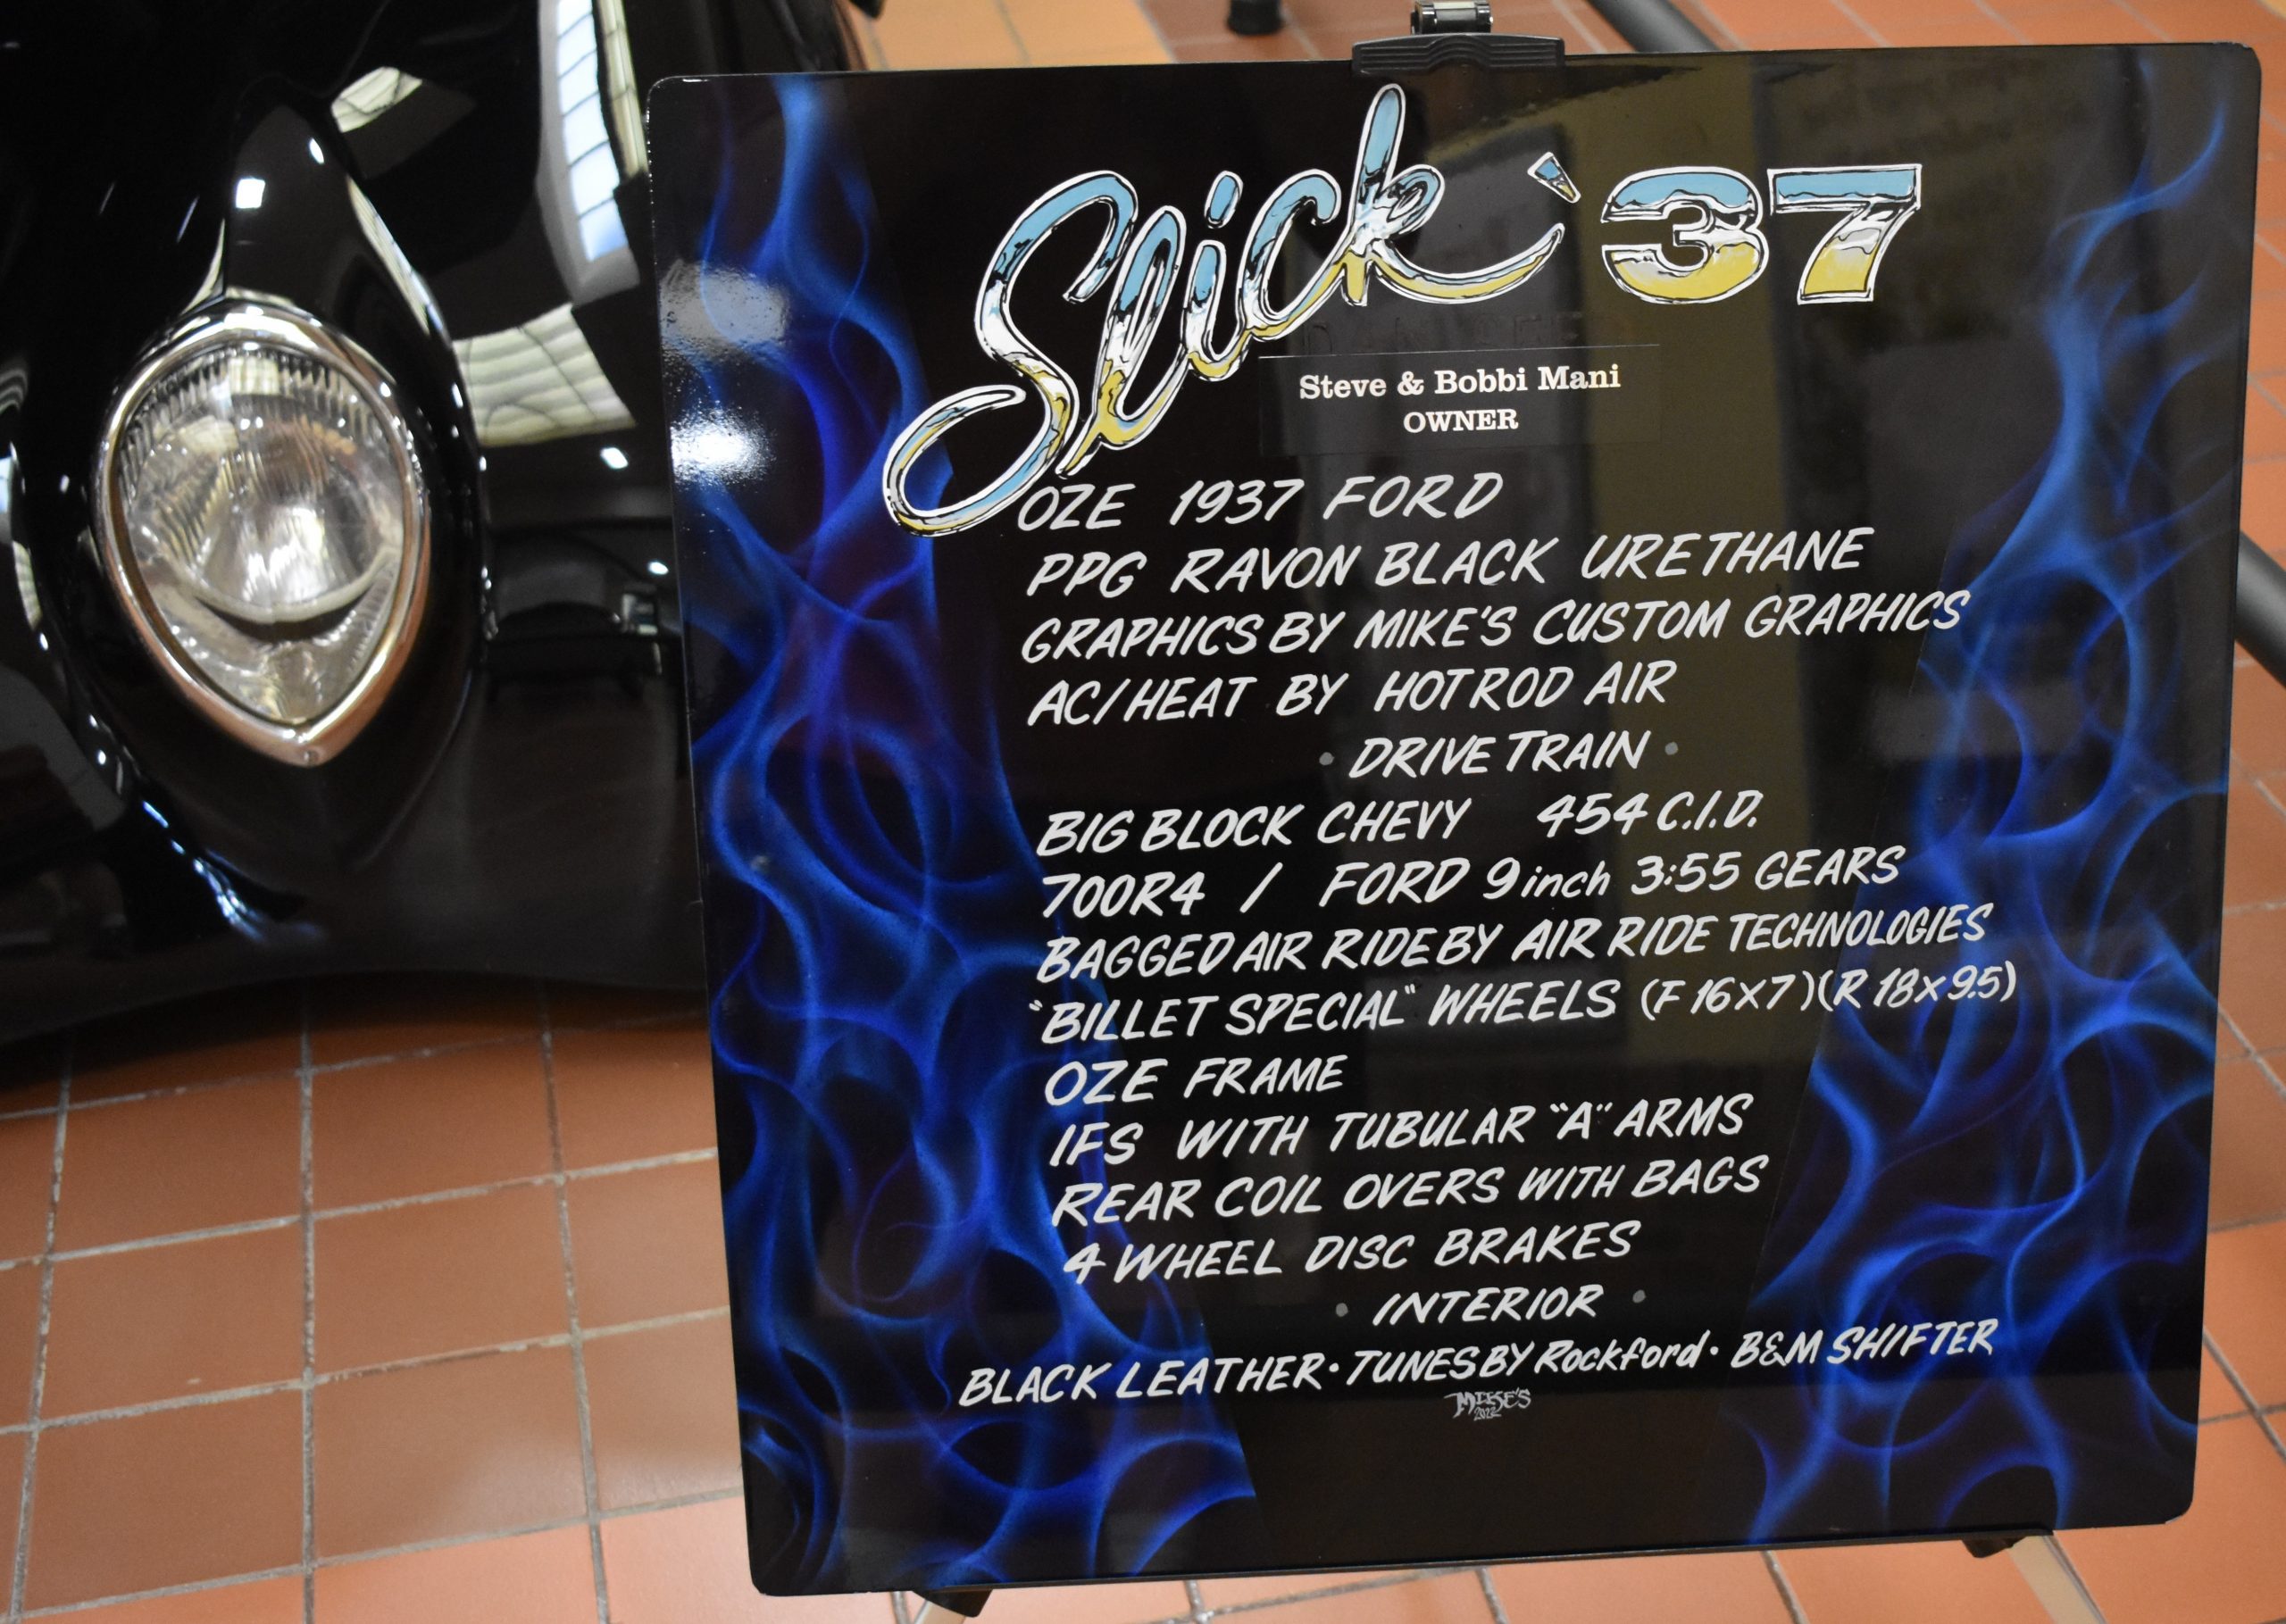 Slick '37
Steve & Bobbi Mani
OWNER
OZE 1937 FORD
PPG RAVON BLACK URETHANE
GRAPHICS BY MIKE'S CUSTOM GRAPHICS
AC/HEAT BY HOTROD AIR
• DRIVE TRAIN •
BIG BLOCK CHEVY 454 C.I.D.
700R4 / FORD 9 inch 3:55 GEARS
BAGGED AIR RIDE BY AIR RIDE TECHNOLOGIES
"BILLET SPECIAL" WHEELS (F 16X7)(R 18X9.5)
OZE FRAME
IFS WITH TUBULAR "A" ARMS
REAR COIL OVERS WITH BAGS
4 WHEEL DISC BRAKES
• INTERIOR •
BLACK LEATHER • TUNES BY Rockford • B&M SHIFTER
MIKE'S
2022